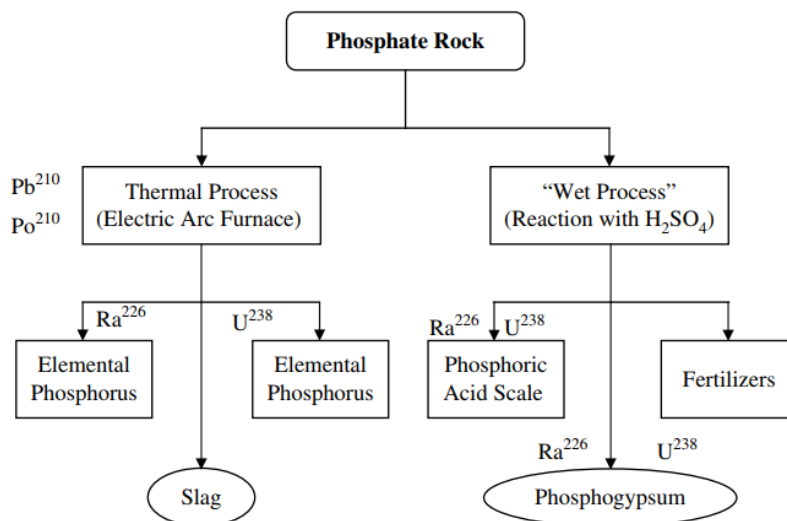 Phosphate Rock
Pb²¹⁰
Po²¹⁰
Thermal Process
(Electric Arc Furnace)
“Wet Process”
(Reaction with H₂SO₄)
Ra²²⁶
U²³⁸
Ra²²⁶
U²³⁸
Elemental
Phosphorus
Elemental
Phosphorus
Phosphoric
Acid Scale
Fertilizers
Ra²²⁶
U²³⁸
Slag
Phosphogypsum